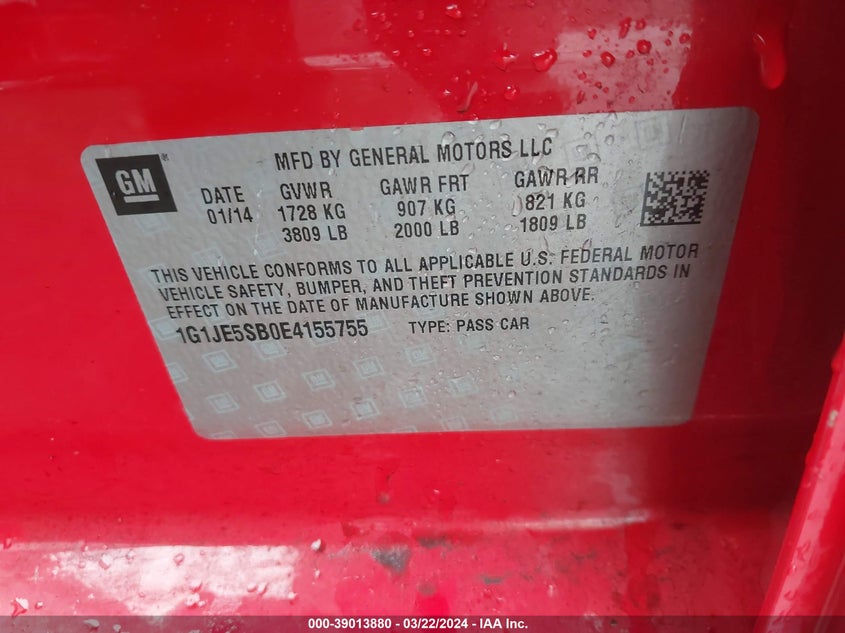 GM®
MFD BY GENERAL MOTORS LLC
DATE GVWR GAWR FRT GAWR RR
01/14 1728 KG 907 KG 821 KG
3809 LB 2000 LB 1809 LB
THIS VEHICLE CONFORMS TO ALL APPLICABLE U.S. FEDERAL MOTOR
VEHICLE SAFETY, BUMPER, AND THEFT PREVENTION STANDARDS IN
EFFECT ON THE DATE OF MANUFACTURE SHOWN ABOVE.
1G1JE5SB0E4155755 TYPE: PASS CAR
000-39013880 - 03/22/2024 - IAA Inc.